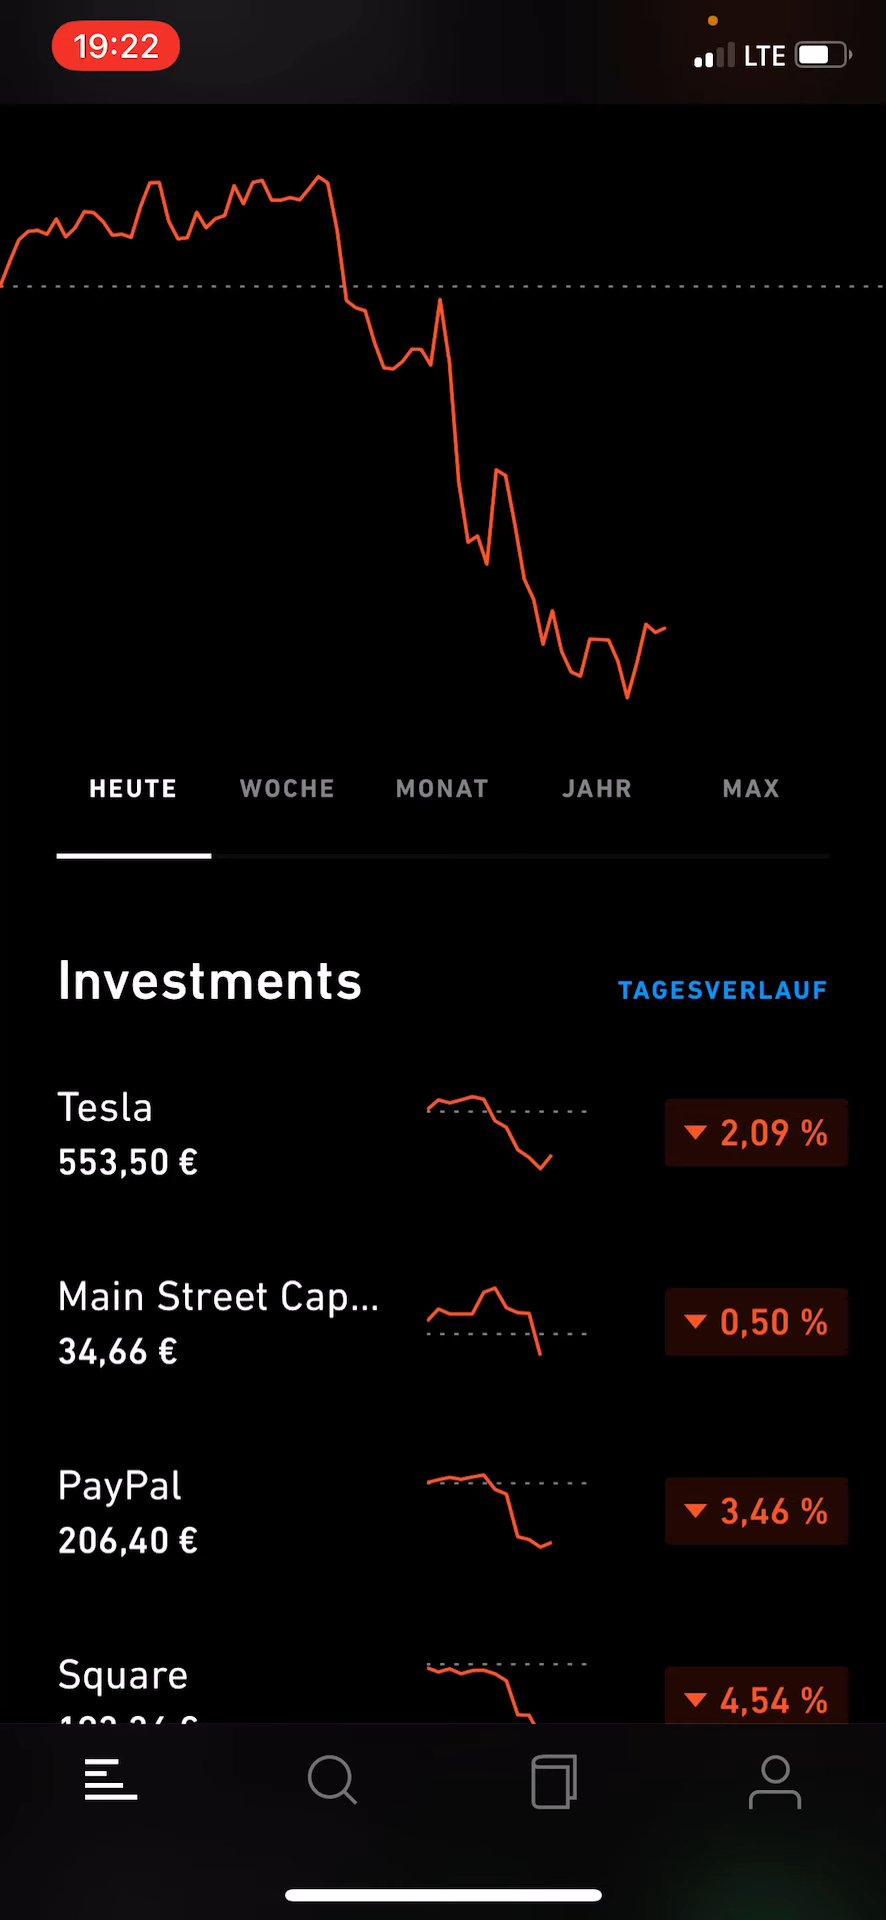 19:22
LTE
HEUTE WOCHE MONAT JAHR MAX
Investments
TAGESVERLAUF
Tesla
553,50 €
2,09 %
Main Street Cap...
34,66 €
0,50 %
PayPal
206,40 €
3,46 %
Square
4,54 %